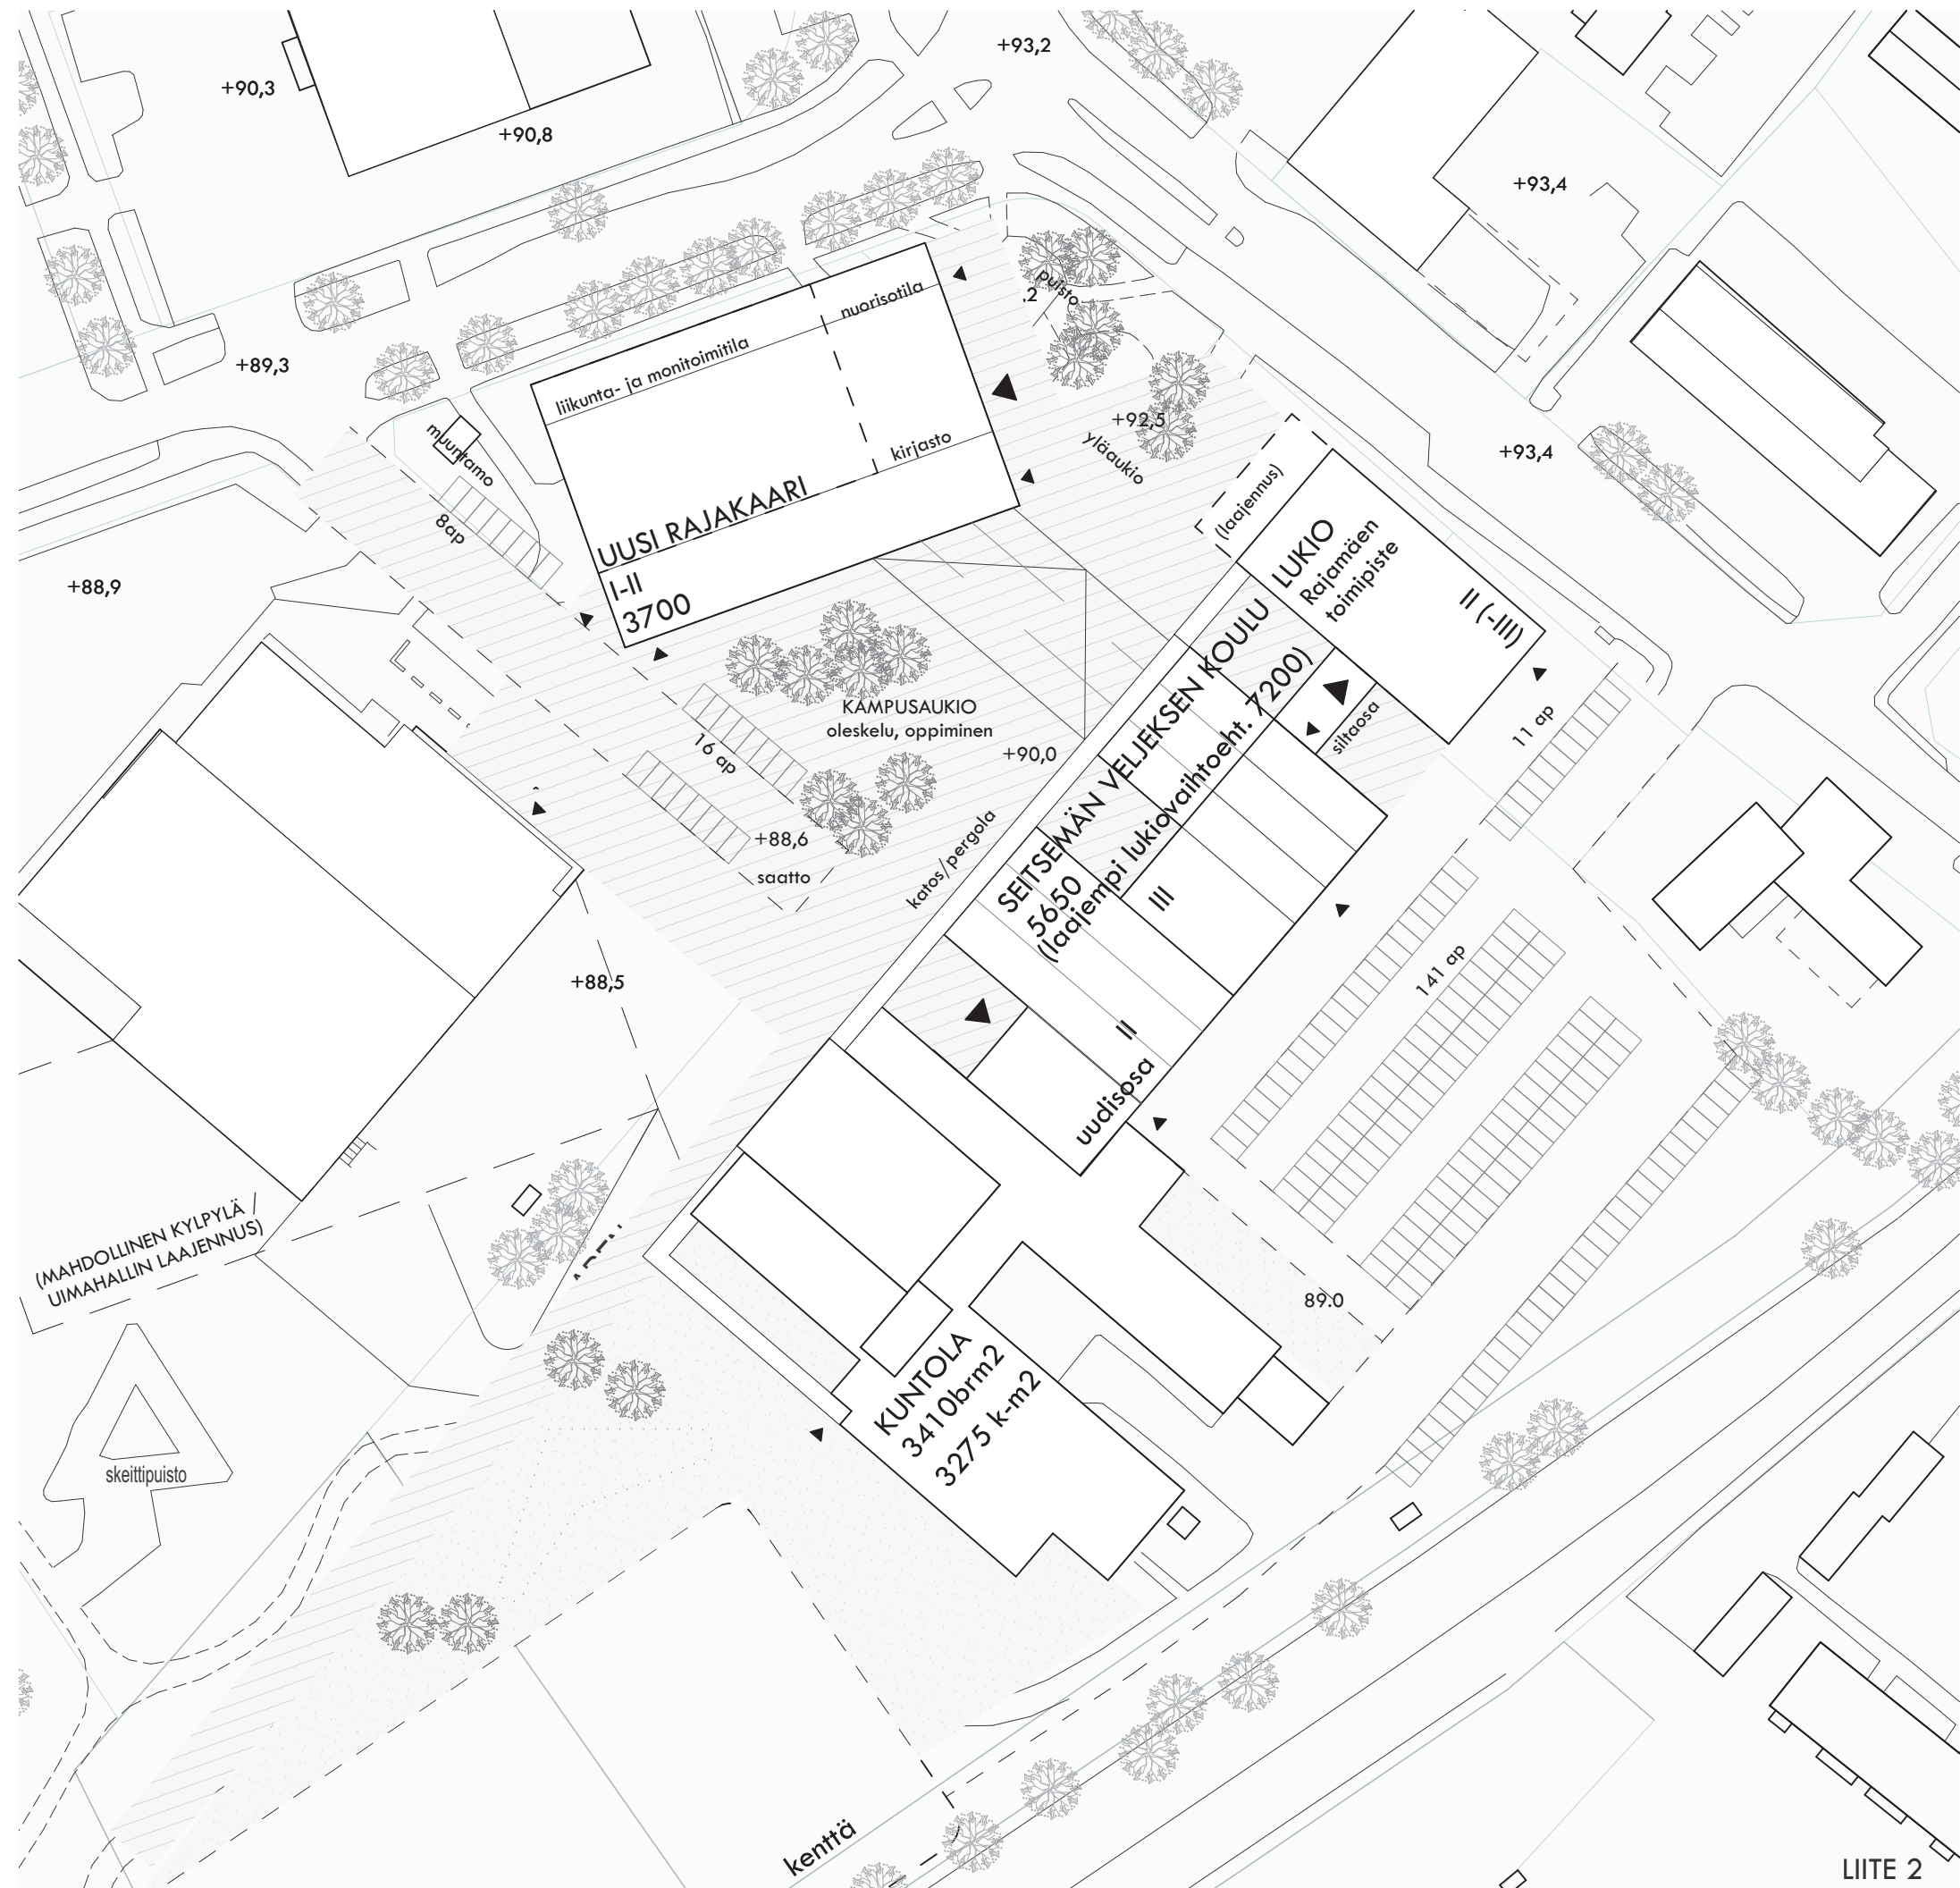 +93,2
+90,3
+90,8
+93,4
puisto
,2
nuorisotila
liikunta- ja monitoimitila
+89,3
+92,5
yläaukio
kirjasto
muuntamo
8ap
+93,4
(laajennus)
UUSI RAJAKAARI
I-II
3700
LUKIO
Rajamäen
toimipiste
II (-III)
+88,9
KAMPUSAUKIO
oleskelu, oppiminen
+90,0
16 ap
siltaosa
11 ap
+88,6
saatto
katos/pergola
SEITSEMÄN VELJEKSEN KOULU
5650
(laajempi lukiovaihtoeht. 7200)
III
141 ap
+88,5
II
uudisosa
(MAHDOLLINEN KYLPYLÄ /
UIMAHALLIN LAAJENNUS)
89.0
KUNTOLA
3410brm2
3275 k-m2
skeittipuisto
kenttä
LIITE 2